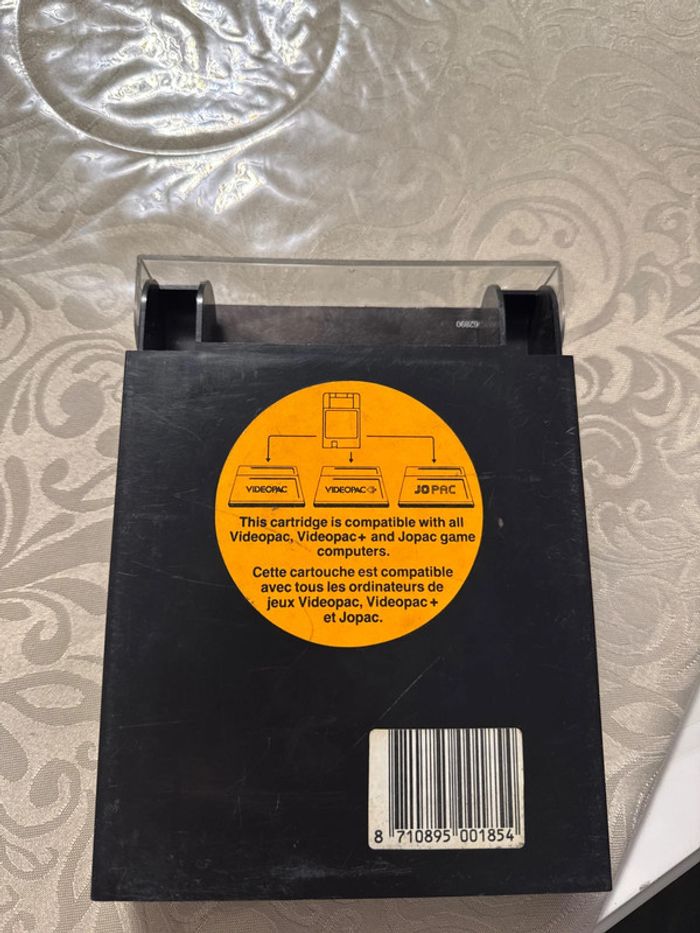 VIDEOPAC
VIDEOPAC+
JOPAC
This cartridge is compatible with all
Videopac, Videopac+ and Jopac game
computers.
Cette cartouche est compatible
avec tous les ordinateurs de
jeux Videopac, Videopac+
et Jopac.
8 710895 001854